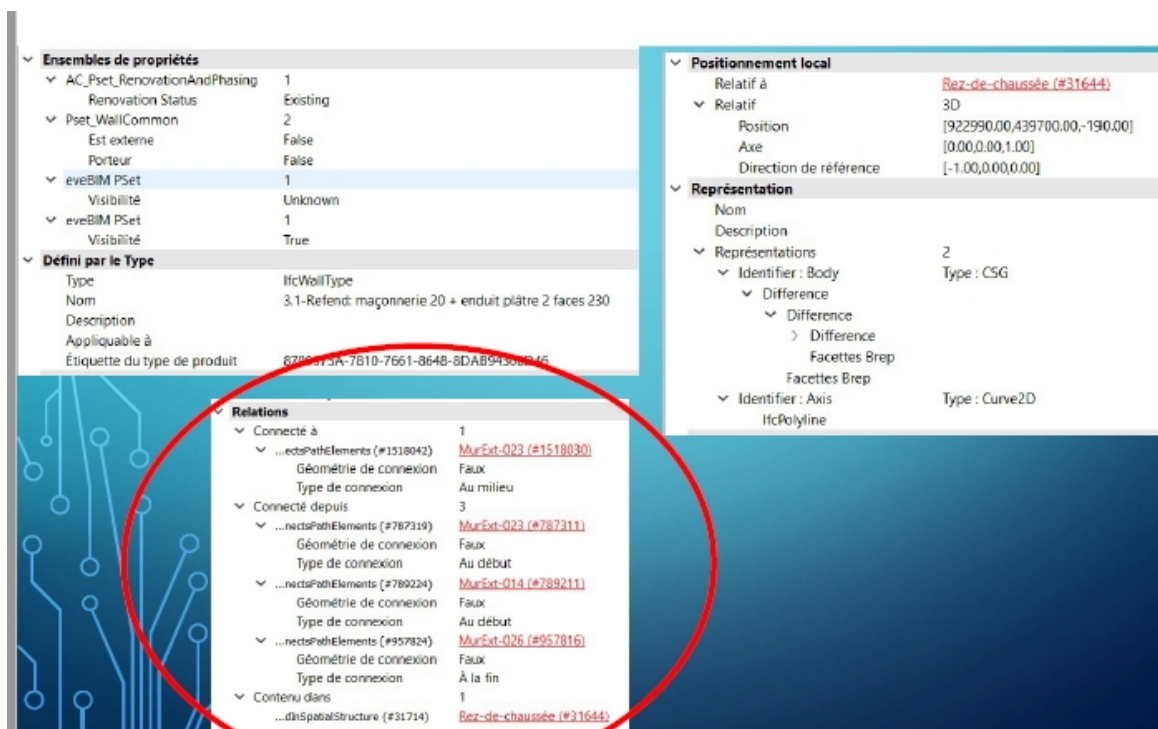 Ensembles de propriétés
AC_Pset_RenovationAndPhasing 1
Renovation Status Existing
Pset_WallCommon 2
Est externe False
Porteur False
eveBIM PSet 1
Visibilité Unknown
eveBIM PSet 1
Visibilité True
Défini par le Type
Type IfcWallType
Nom 3.1-Refend: maçonnerie 20 + enduit plâtre 2 faces 230
Description
Appliquable à
Étiquette du type de produit
Positionnement local
Relatif à Rez-de-chaussée (#31644)
Relatif 3D
Position [922990.00,439700.00,-190.00]
Axe [0.00,0.00,1.00]
Direction de référence [-1.00,0.00,0.00]
Représentation
Nom
Description
Représentations 2
Identifier : Body Type : CSG
Difference
Difference
Difference
Facettes Brep
Facettes Brep
Identifier : Axis Type : Curve2D
IfcPolyline
Relations
Connecté à 1
...ectsPathElements (#1518042) MurExt-023 (#1518030)
Géométrie de connexion Faux
Type de connexion Au milieu
Connecté depuis 3
...nectsPathElements (#787319) MurExt-023 (#787311)
Géométrie de connexion Faux
Type de connexion Au début
...nectsPathElements (#789224) MurExt-014 (#789211)
Géométrie de connexion Faux
Type de connexion Au début
...nectsPathElements (#957824) MurExt-026 (#957816)
Géométrie de connexion Faux
Type de connexion À la fin
Contenu dans 1
...dInSpatialStructure (#31714) Rez-de-chaussée (#31644)